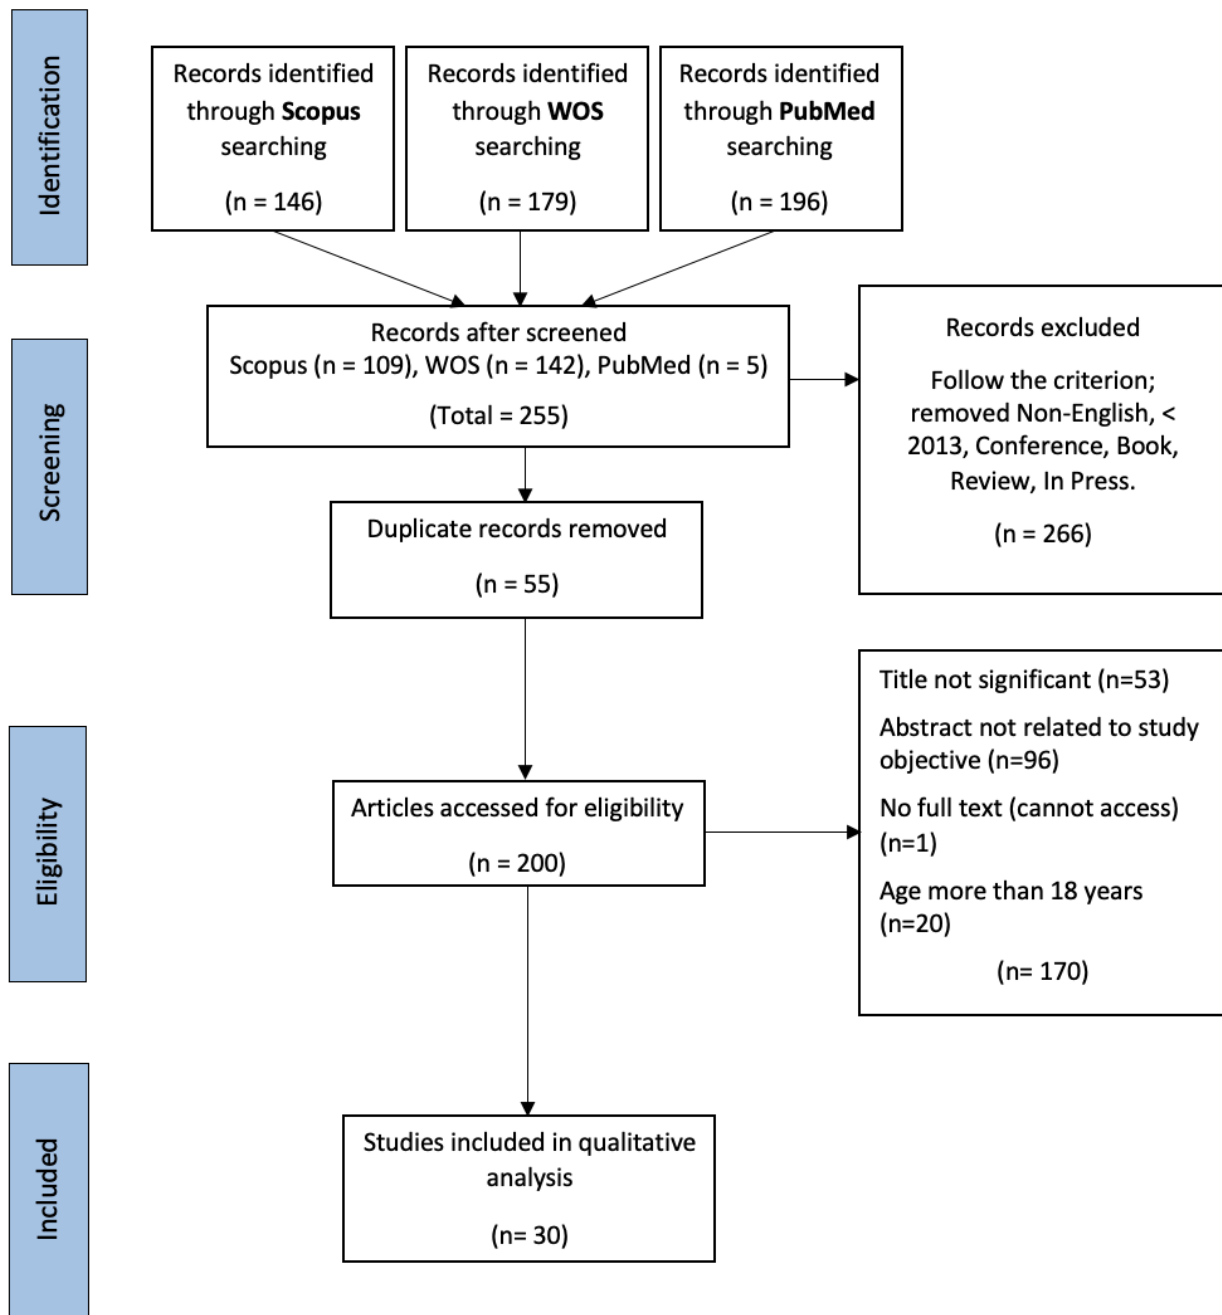 Identification
Records identified
through Scopus
searching
(n = 146)
Records identified
through WOS
searching
(n = 179)
Records identified
through PubMed
searching
(n = 196)
Screening
Records after screened
Scopus (n = 109), WOS (n = 142), PubMed (n = 5)
(Total = 255)
Records excluded
Follow the criterion;
removed Non-English, <
2013, Conference, Book,
Review, In Press.
(n = 266)
Duplicate records removed
(n = 55)
Eligibility
Articles accessed for eligibility
(n = 200)
Title not significant (n=53)
Abstract not related to study
objective (n=96)
No full text (cannot access)
(n=1)
Age more than 18 years
(n=20)
(n= 170)
Included
Studies included in qualitative
analysis
(n= 30)